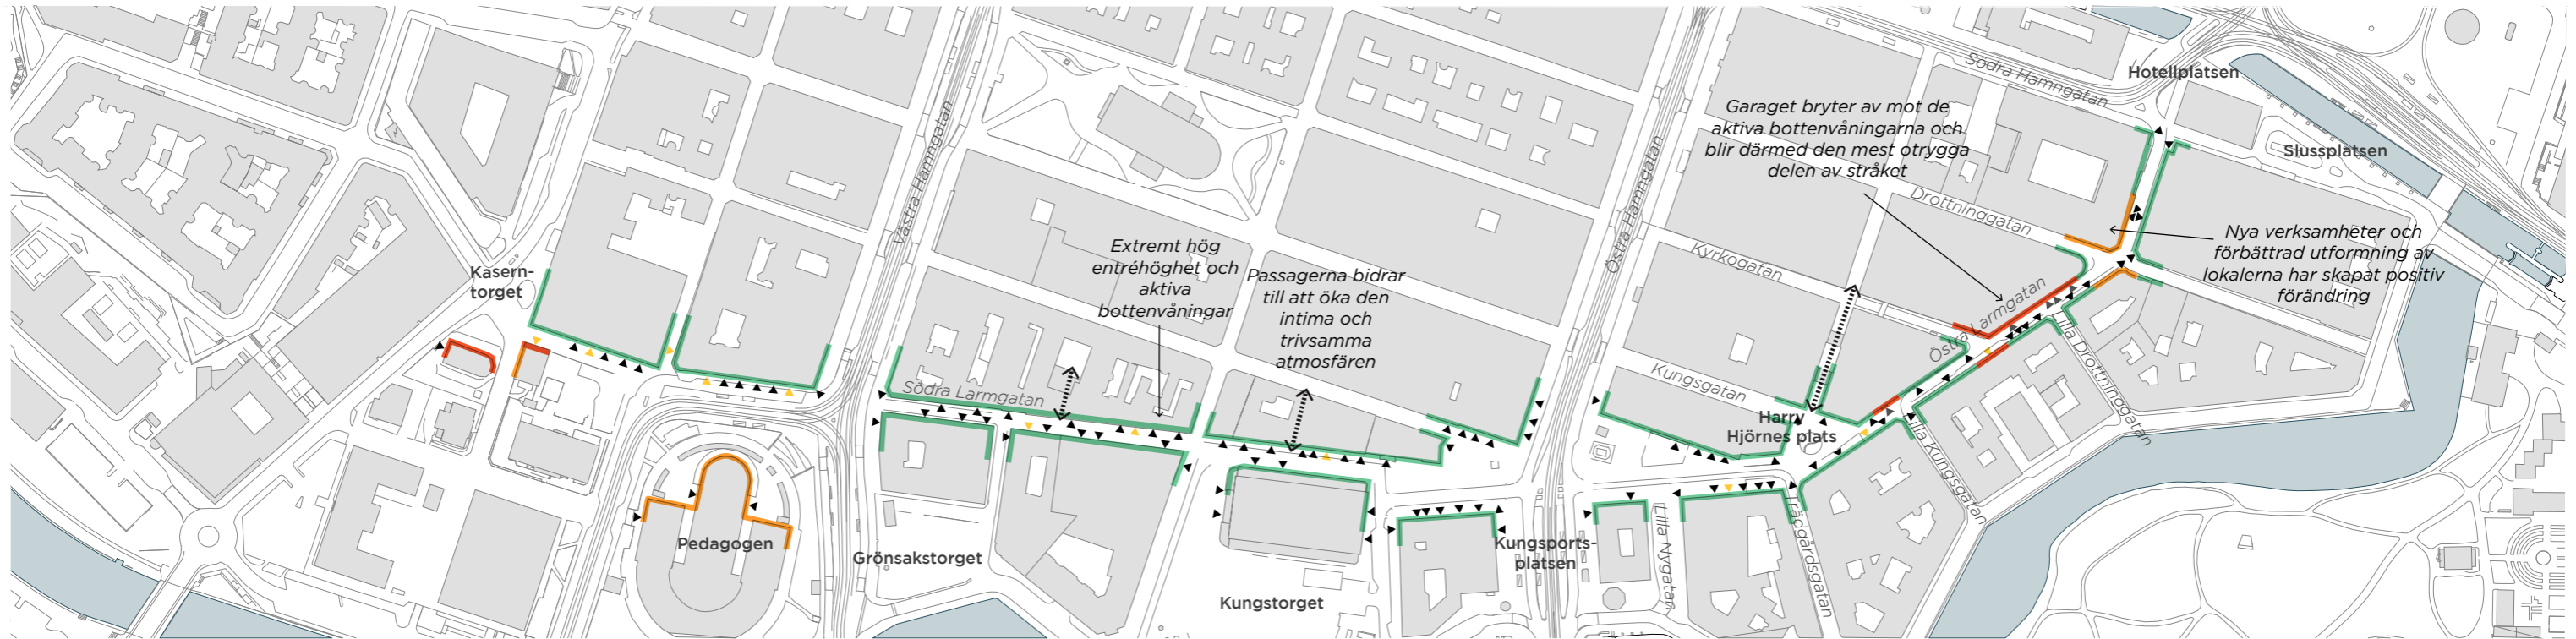 Södra Hamngatan
Hotellplatsen
Garaget bryter av mot de
aktiva bottenvåningarna och
blir därmed den mest otrygga
delen av stråket
Slussplatsen
Västra Hamngatan
Östra Hamngatan
Drottninggatan
Nya verksamheter och
förbättrad utformning av
lokalerna har skapat positiv
förändring
Extremt hög
entréhöghet och
aktiva
bottenvåningar
Passagerna bidrar
till att öka den
intima och
trivsamma
atmosfären
Kyrkogatan
Kasern-
torget
Östra Larmgatan
Lilla Drottninggatan
Södra Larmgatan
Kungsgatan
Harry
Hjörnes plats
Lilla Kungsgatan
Trädgårdsgatan
Lilla Nygatan
Pedagogen
Grönsakstorget
Kungsports-
platsen
Kungstorget